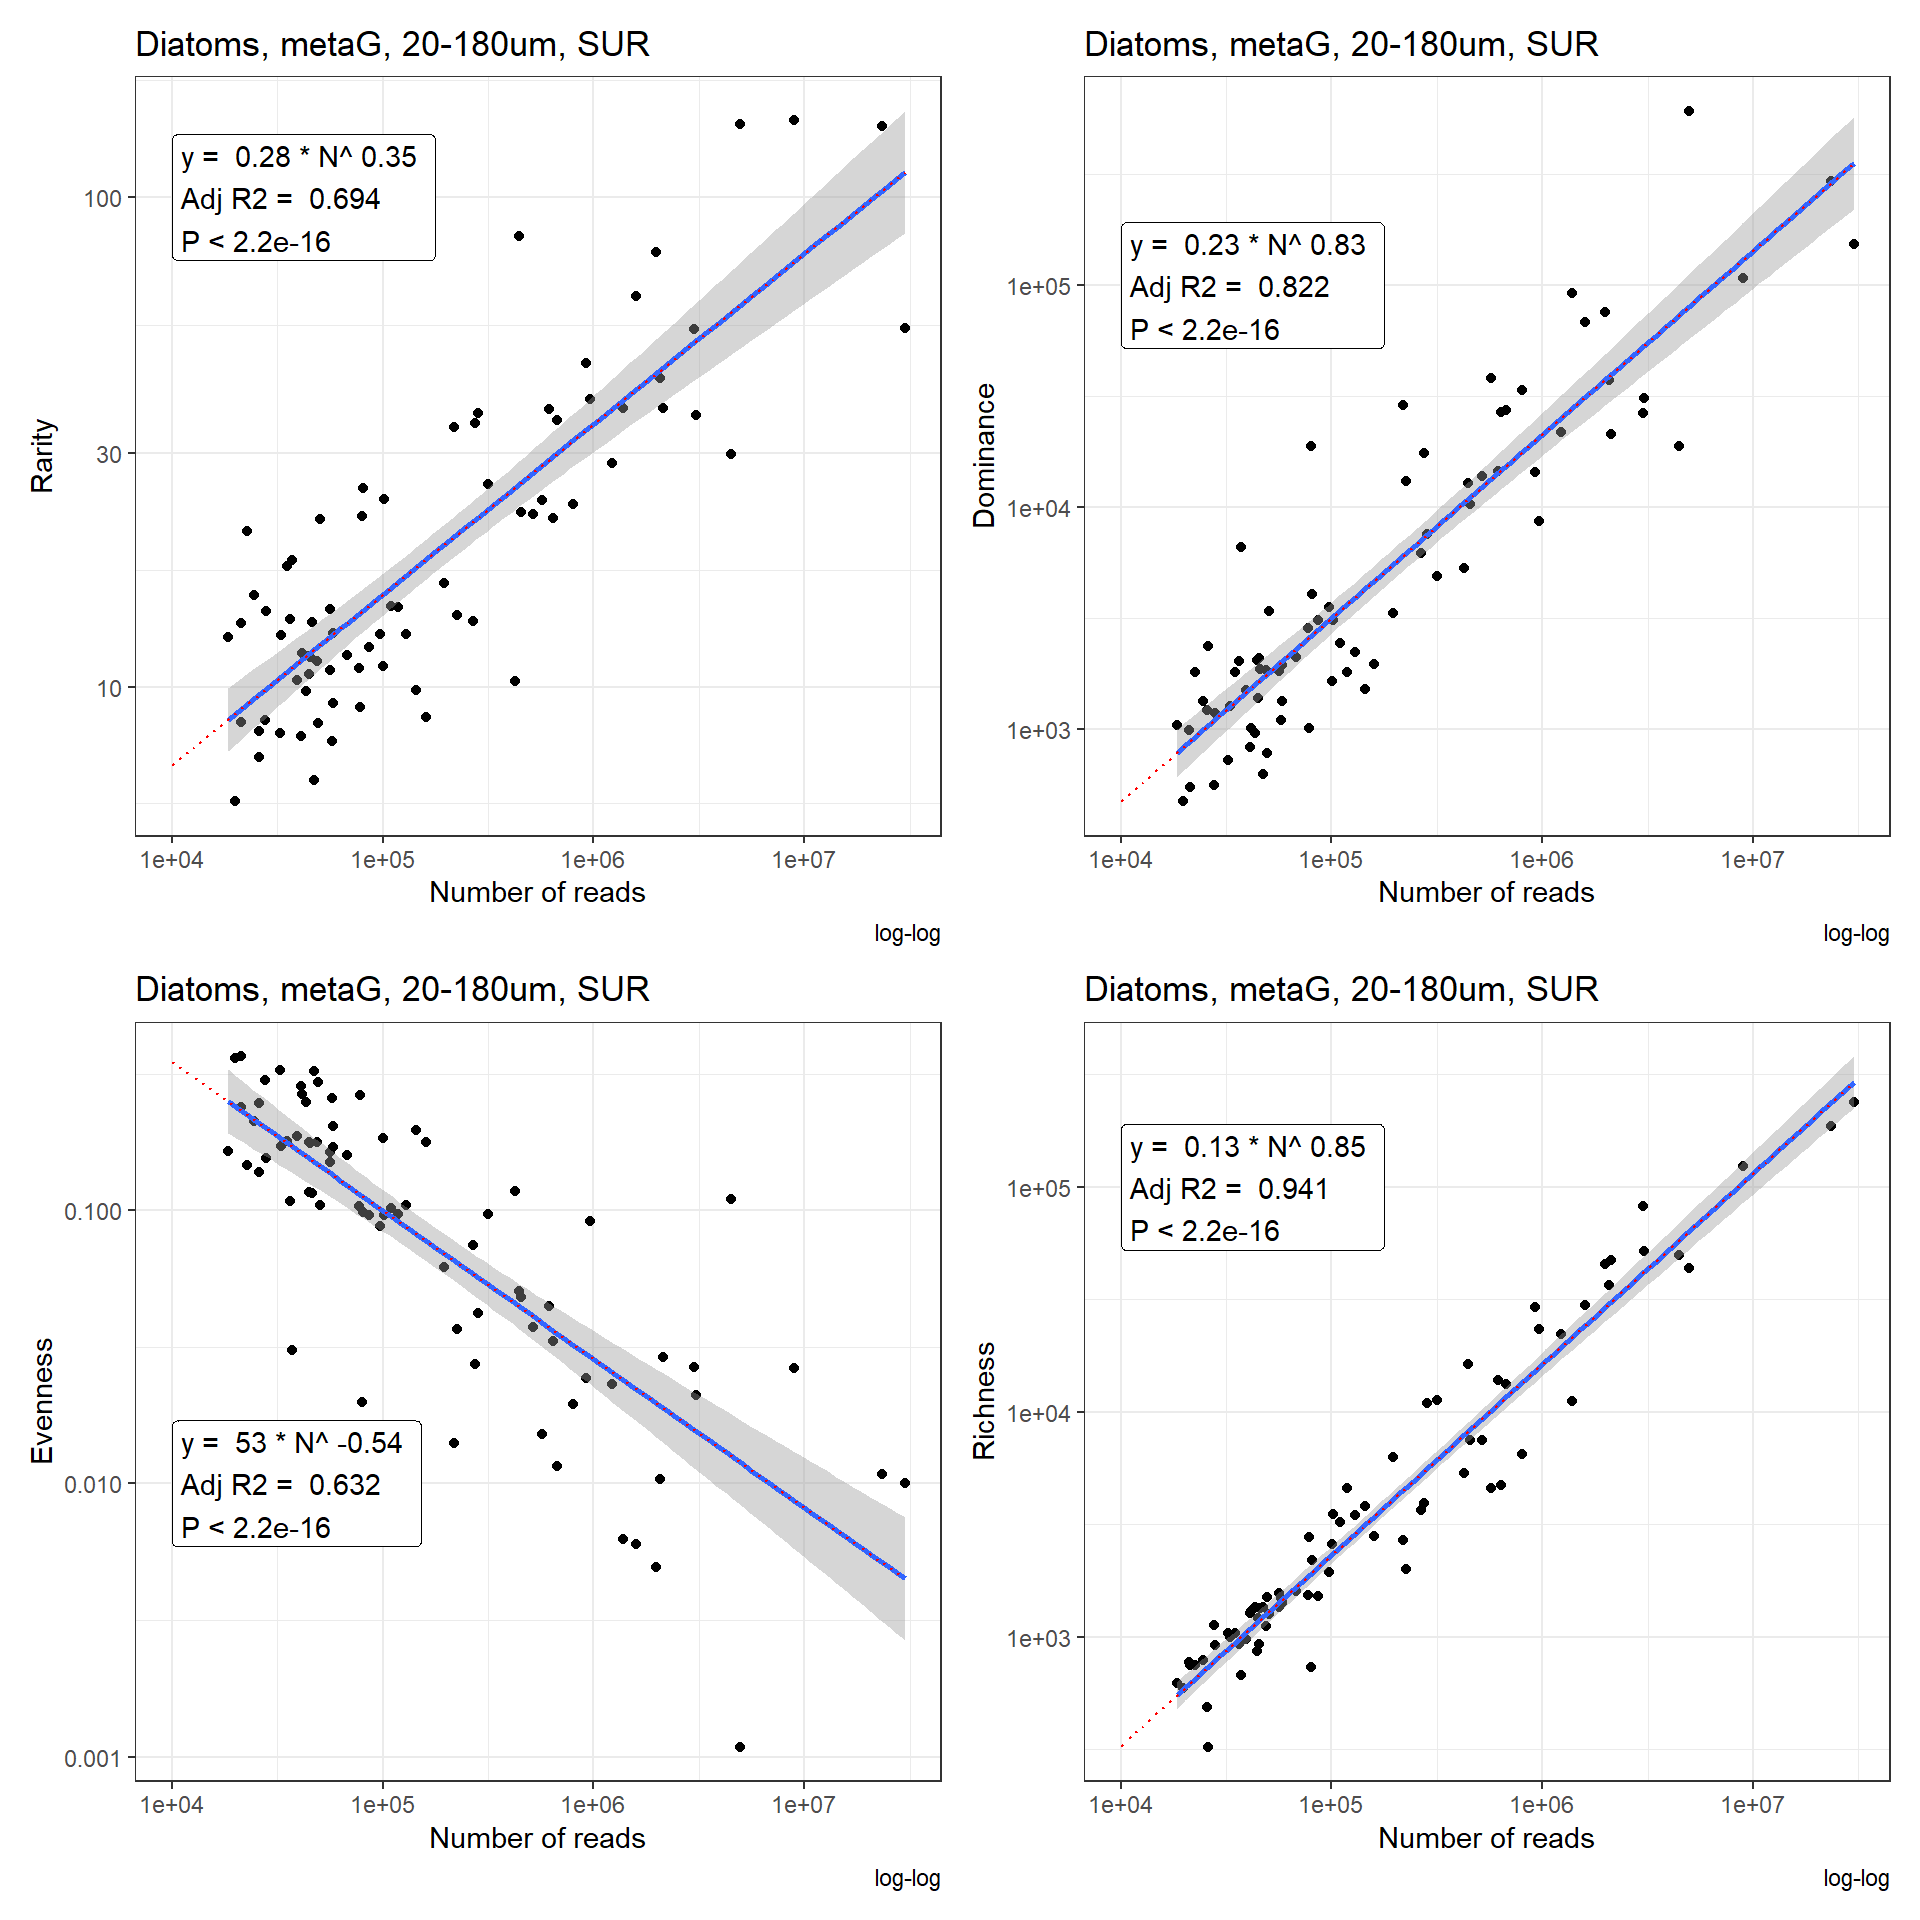 Diatoms, metaG, 20-180um, SUR
y =  0.28 * N^ 0.35
Adj R2 =  0.694
P < 2.2e-16
100
30
10
Rarity
1e+04 1e+05 1e+06 1e+07
Number of reads
log-log
Diatoms, metaG, 20-180um, SUR
y =  0.23 * N^ 0.83
Adj R2 =  0.822
P < 2.2e-16
1e+05
1e+04
1e+03
Dominance
1e+04 1e+05 1e+06 1e+07
Number of reads
log-log
Diatoms, metaG, 20-180um, SUR
y =  53 * N^ -0.54
Adj R2 =  0.632
P < 2.2e-16
0.100
0.010
0.001
Evenness
1e+04 1e+05 1e+06 1e+07
Number of reads
log-log
Diatoms, metaG, 20-180um, SUR
y =  0.13 * N^ 0.85
Adj R2 =  0.941
P < 2.2e-16
1e+05
1e+04
1e+03
Richness
1e+04 1e+05 1e+06 1e+07
Number of reads
log-log